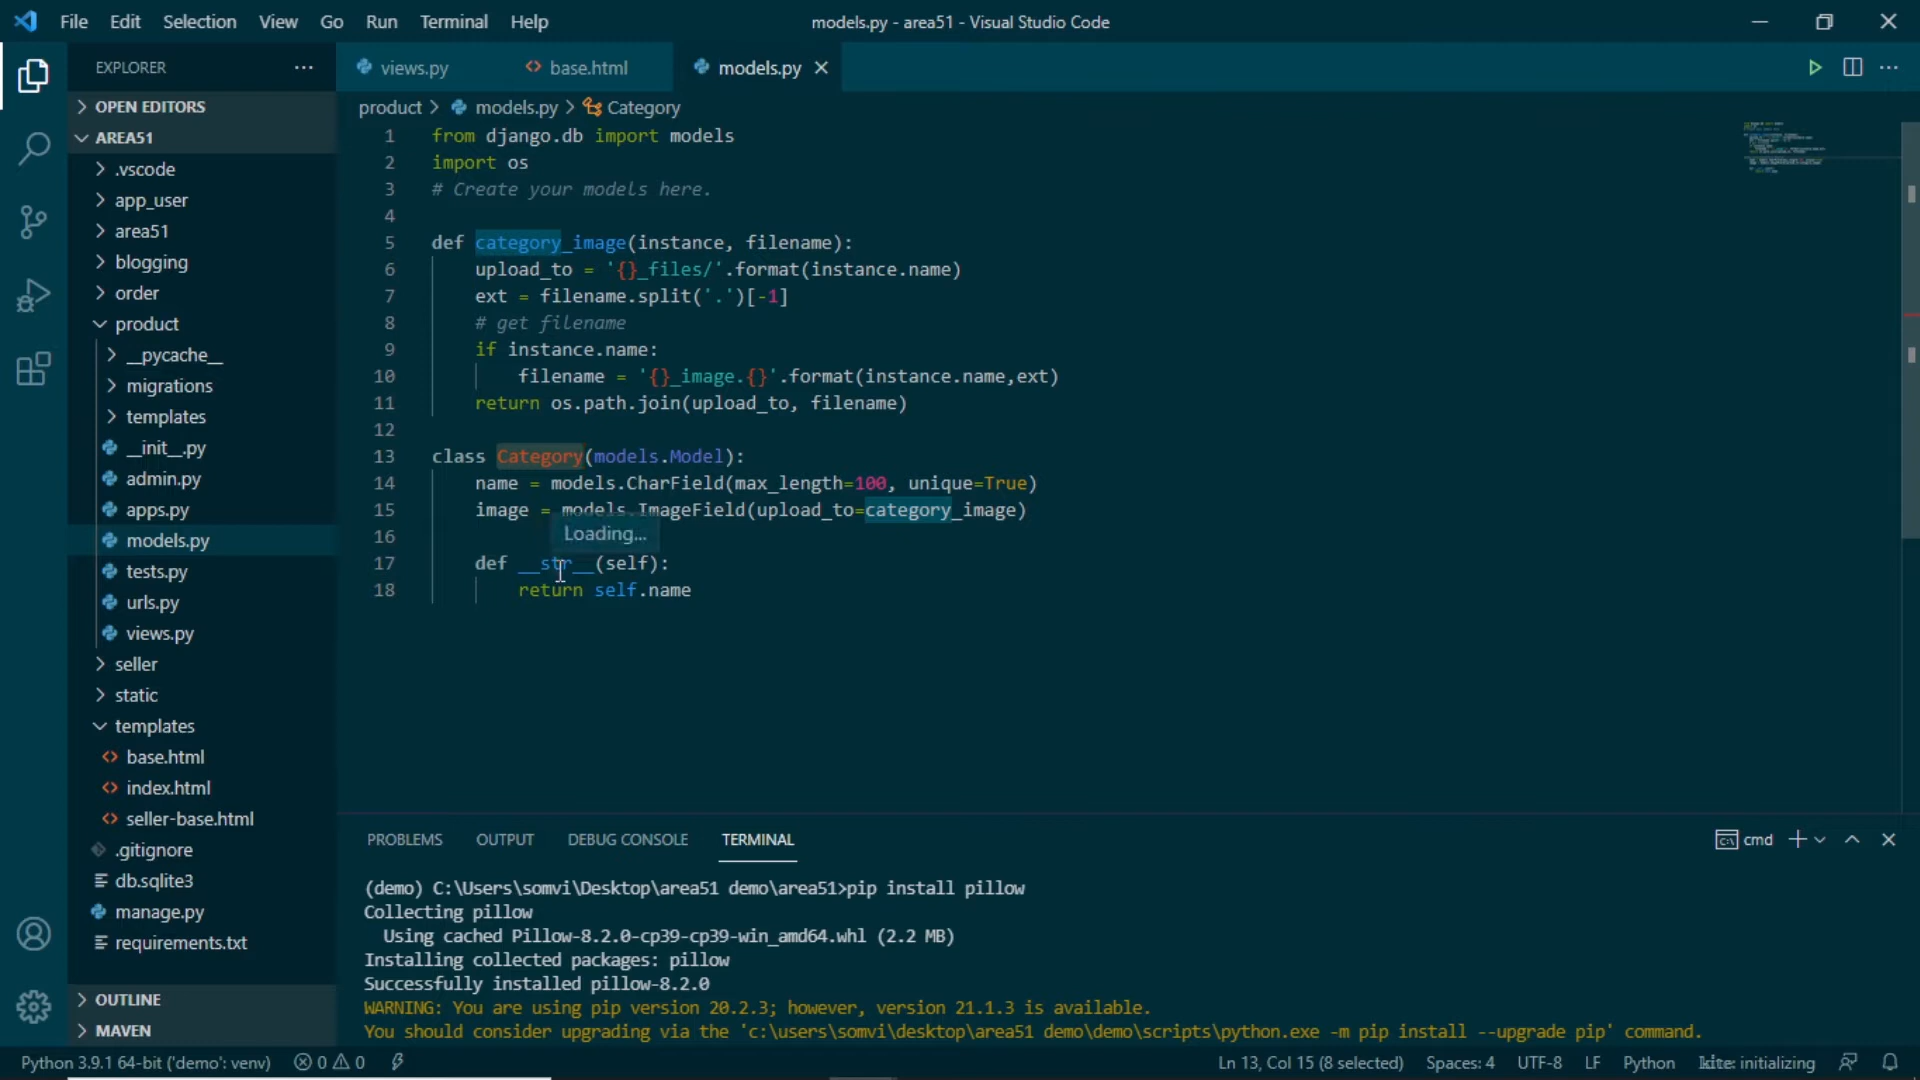 File Edit Selection View Go Run Terminal Help
models.py - area51 - Visual Studio Code
EXPLORER
OPEN EDITORS
AREA51
.vscode
app_user
area51
blogging
order
product
__pycache__
migrations
templates
__init__.py
admin.py
apps.py
models.py
tests.py
urls.py
views.py
seller
static
templates
base.html
index.html
seller-base.html
.gitignore
db.sqlite3
manage.py
requirements.txt
OUTLINE
MAVEN
views.py base.html models.py
product > models.py > Category
1 from django.db import models
2 import os
3 # Create your models here.
4
5 def category_image(instance, filename):
6 upload_to = '{}_files/'.format(instance.name)
7 ext = filename.split('.')[-1]
8 # get filename
9 if instance.name:
10 filename = '{}_image.{}'.format(instance.name,ext)
11 return os.path.join(upload_to, filename)
12
13 class Category(models.Model):
14 name = models.CharField(max_length=100, unique=True)
15 image = models.ImageField(upload_to=category_image)
16 Loading...
17 def __str__(self):
18 return self.name
PROBLEMS OUTPUT DEBUG CONSOLE TERMINAL
cmd
(demo) C:\Users\somvi\Desktop\area51 demo\area51>pip install pillow
Collecting pillow
Using cached Pillow-8.2.0-cp39-cp39-win_amd64.whl (2.2 MB)
Installing collected packages: pillow
Successfully installed pillow-8.2.0
WARNING: You are using pip version 20.2.3; however, version 21.1.3 is available.
You should consider upgrading via the 'c:\users\somvi\desktop\area51 demo\demo\scripts\python.exe -m pip install --upgrade pip' command.
Python 3.9.1 64-bit ('demo': venv) 0 0 Ln 13, Col 15 (8 selected) Spaces: 4 UTF-8 LF Python kite: initializing